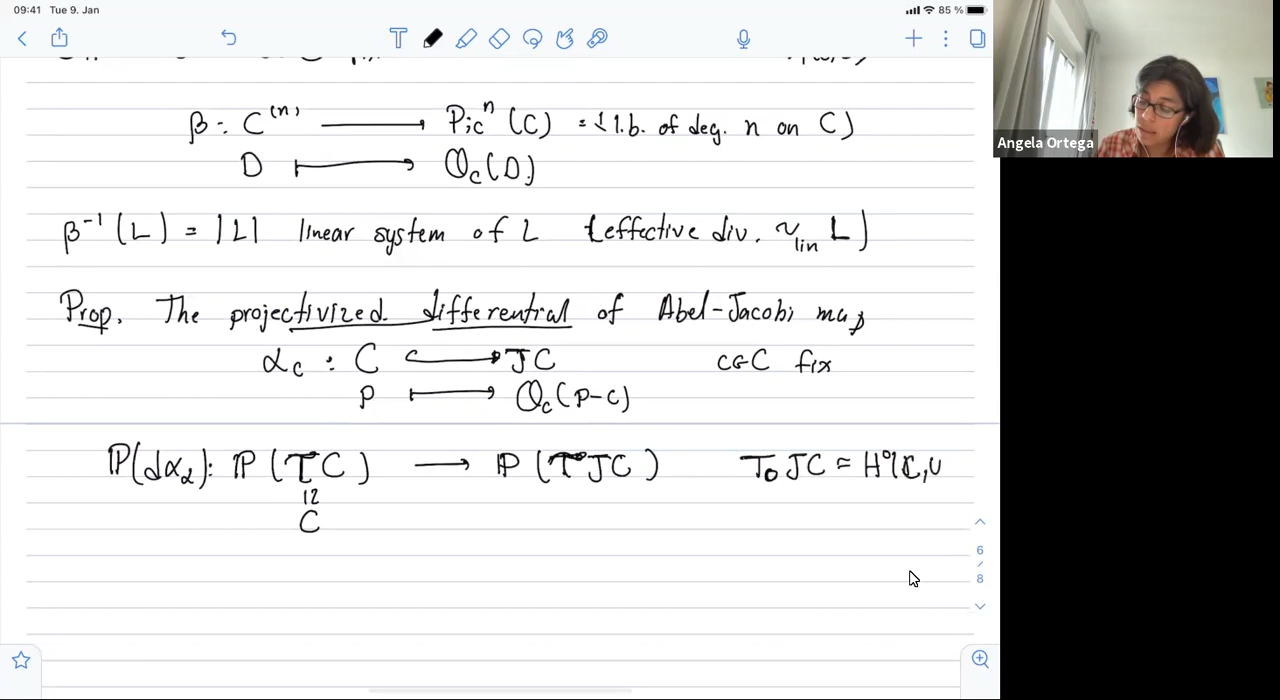 09:41 Tue 9. Jan
85 %
β : C^(n) ⟶ Pic^n (C) = { l.b. of deg. n on C }
D ⟼ O_C(D)
β^-1 (L) = |L| linear system of L {effective div. ~_lin L}
Prop. The projectivized differential of Abel-Jacobi map
α_c : C ↪ JC c∈C fix
p ⟼ O_C(p-c)
P(dα_2): P(TC) ⟶ P(T JC) T_0 JC ≃ H^0(C, ω
C
Angela Ortega
6
8